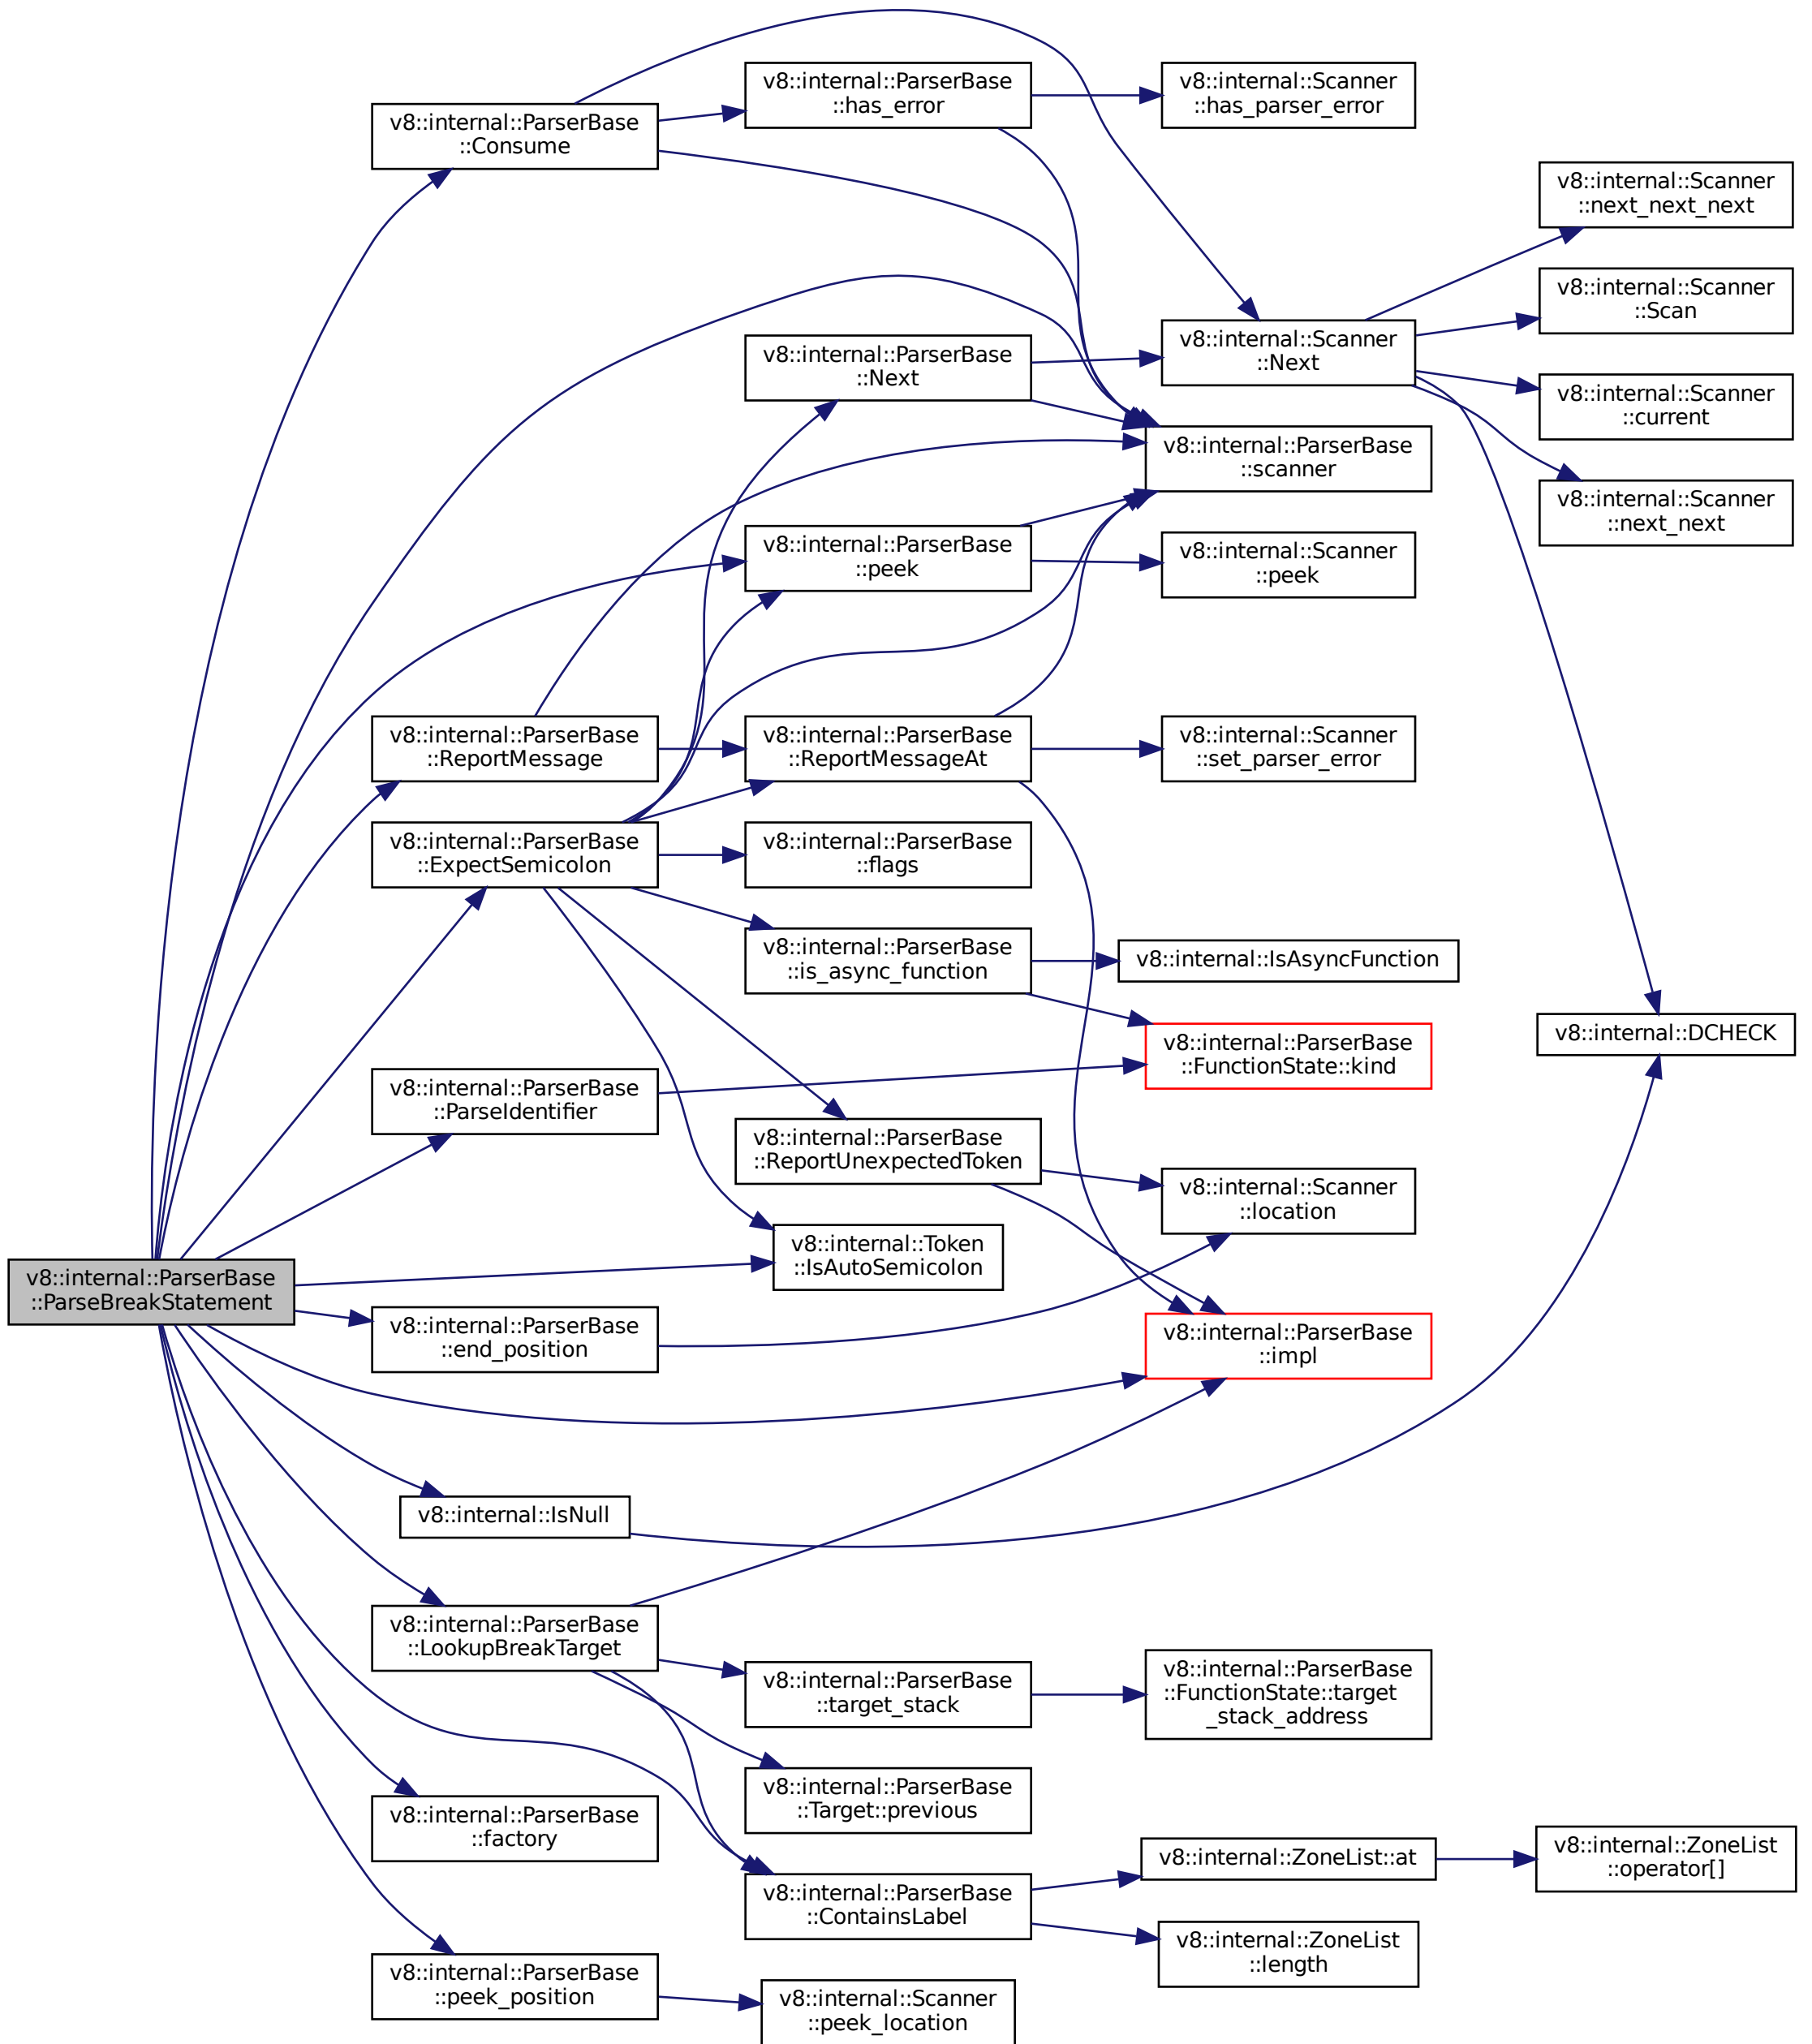 v8::internal::ParserBase
::has_error
v8::internal::Scanner
::has_parser_error
v8::internal::ParserBase
::Consume
v8::internal::Scanner
::next_next_next
v8::internal::Scanner
::Scan
v8::internal::ParserBase
::Next
v8::internal::Scanner
::Next
v8::internal::Scanner
::current
v8::internal::ParserBase
::scanner
v8::internal::Scanner
::next_next
v8::internal::ParserBase
::peek
v8::internal::Scanner
::peek
v8::internal::ParserBase
::ReportMessage
v8::internal::ParserBase
::ReportMessageAt
v8::internal::Scanner
::set_parser_error
v8::internal::ParserBase
::ExpectSemicolon
v8::internal::ParserBase
::flags
v8::internal::ParserBase
::is_async_function
v8::internal::IsAsyncFunction
v8::internal::DCHECK
v8::internal::ParserBase
::FunctionState::kind
v8::internal::ParserBase
::ParseIdentifier
v8::internal::ParserBase
::ReportUnexpectedToken
v8::internal::Scanner
::location
v8::internal::Token
::IsAutoSemicolon
v8::internal::ParserBase
::ParseBreakStatement
v8::internal::ParserBase
::end_position
v8::internal::ParserBase
::impl
v8::internal::IsNull
v8::internal::ParserBase
::LookupBreakTarget
v8::internal::ParserBase
::target_stack
v8::internal::ParserBase
::FunctionState::target
_stack_address
v8::internal::ParserBase
::Target::previous
v8::internal::ParserBase
::factory
v8::internal::ParserBase
::ContainsLabel
v8::internal::ZoneList::at
v8::internal::ZoneList
::operator[]
v8::internal::ZoneList
::length
v8::internal::ParserBase
::peek_position
v8::internal::Scanner
::peek_location